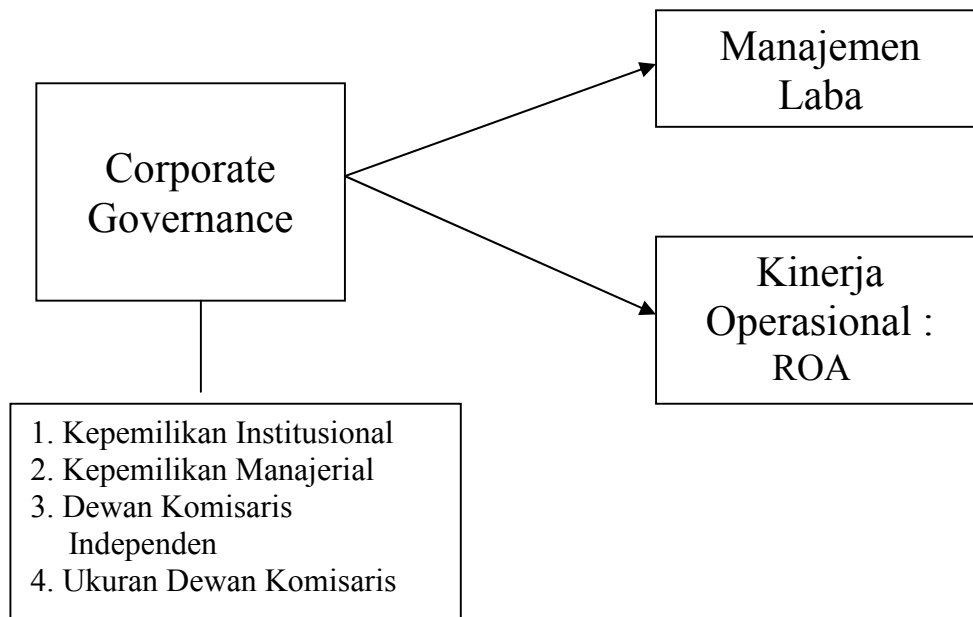 Corporate
Governance
Manajemen
Laba
Kinerja
Operasional :
ROA
1. Kepemilikan Institusional
2. Kepemilikan Manajerial
3. Dewan Komisaris
Independen
4. Ukuran Dewan Komisaris